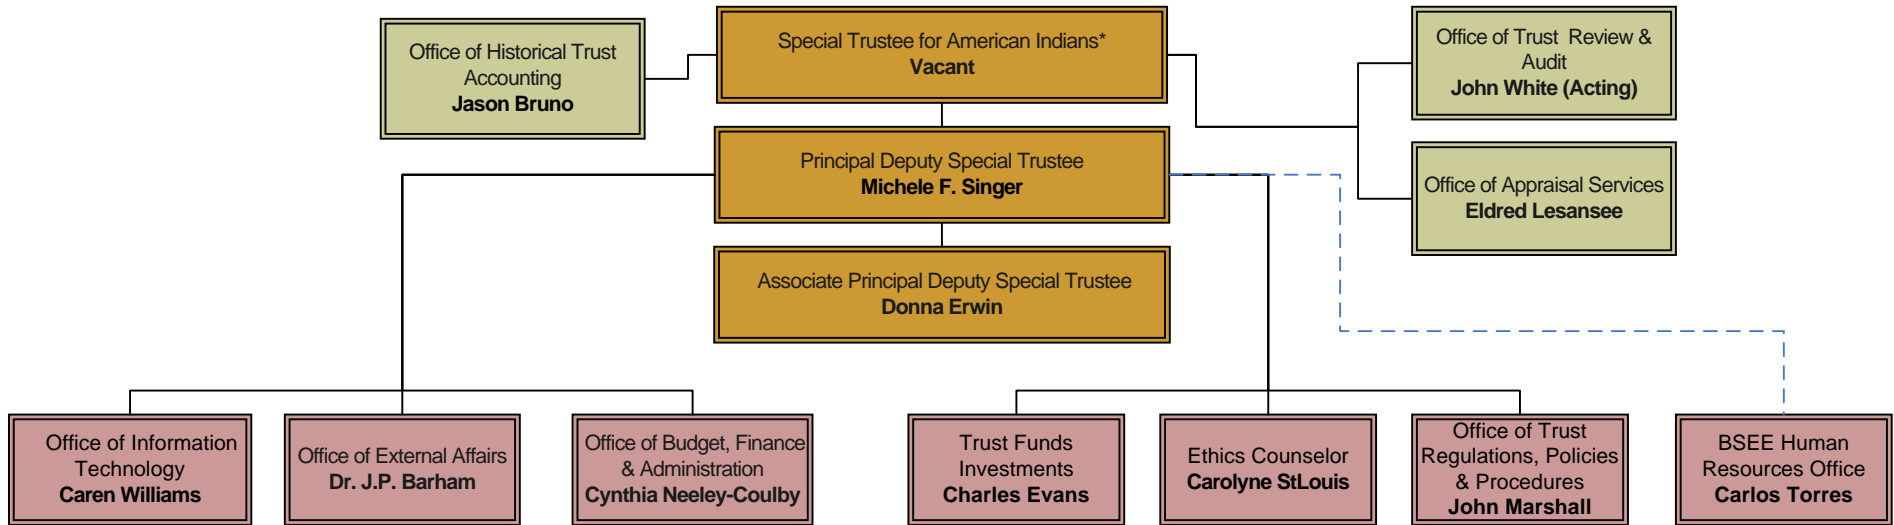 Office of Historical Trust
Accounting
Jason Bruno
Special Trustee for American Indians*
Vacant
Office of Trust Review &
Audit
John White (Acting)
Principal Deputy Special Trustee
Michele F. Singer
Office of Appraisal Services
Eldred Lesansee
Associate Principal Deputy Special Trustee
Donna Erwin
Office of Information
Technology
Caren Williams
Office of External Affairs
Dr. J.P. Barham
Office of Budget, Finance
& Administration
Cynthia Neeley-Coulby
Trust Funds
Investments
Charles Evans
Ethics Counselor
Carolyne StLouis
Office of Trust
Regulations, Policies
& Procedures
John Marshall
BSEE Human
Resources Office
Carlos Torres